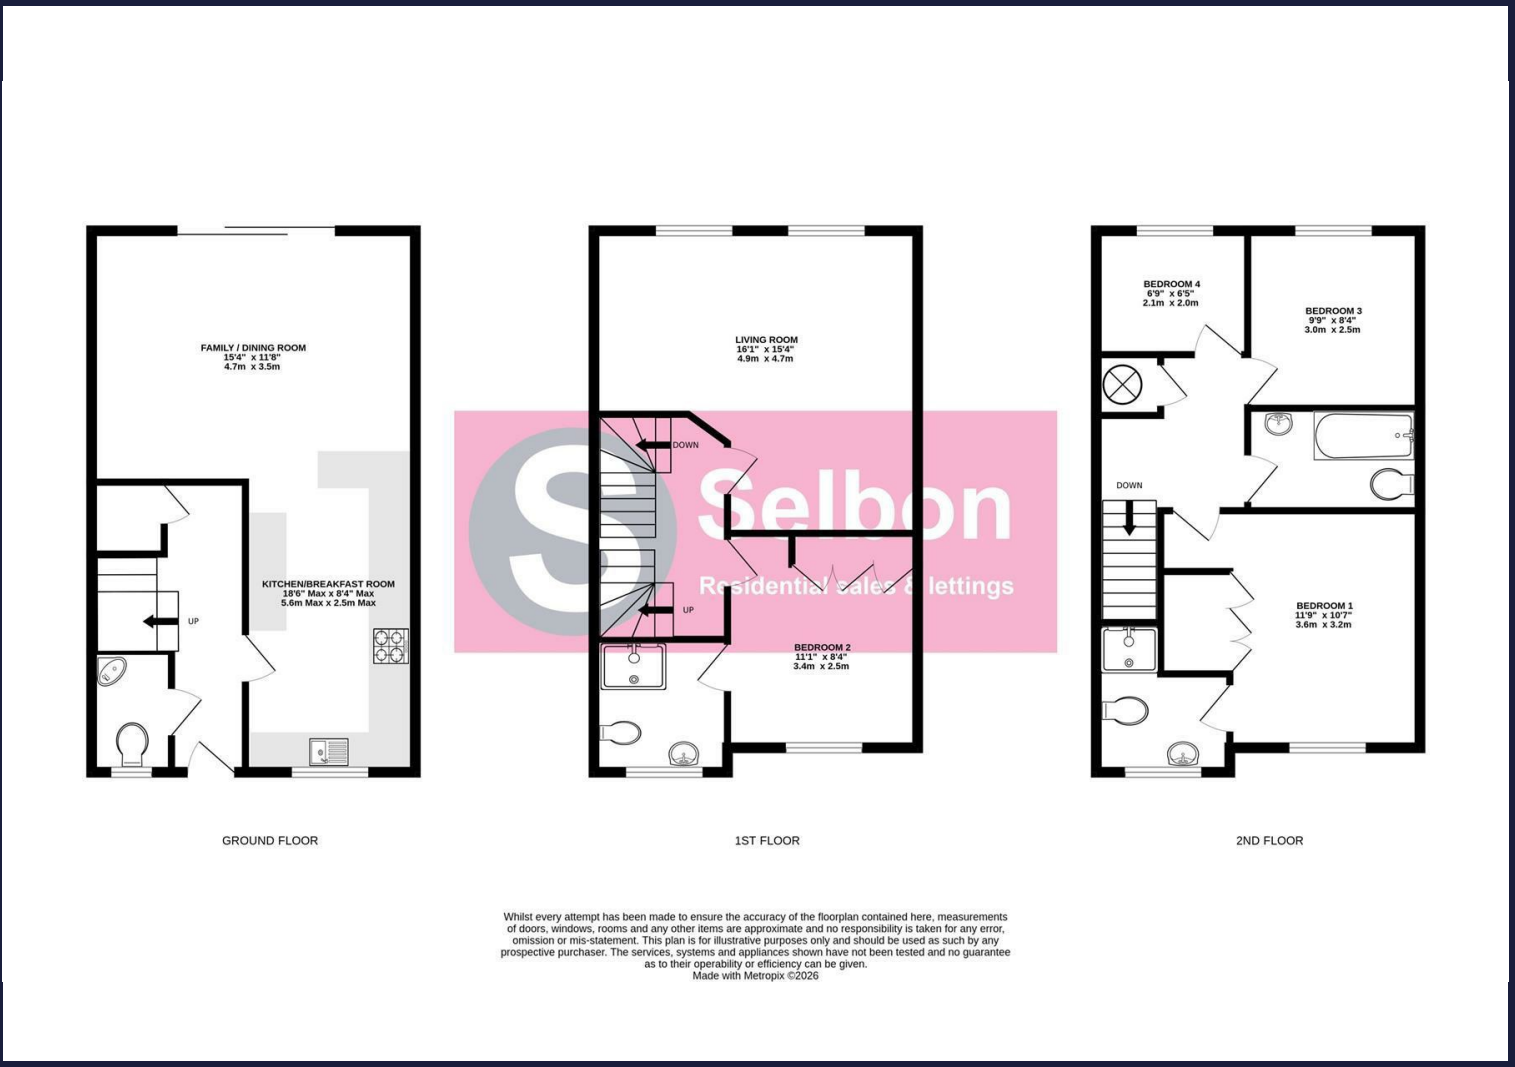 FAMILY / DINING ROOM
15'4" x 11'8"
4.7m x 3.5m
KITCHEN/BREAKFAST ROOM
18'6" Max x 8'4" Max
5.6m Max x 2.5m Max
UP
GROUND FLOOR
LIVING ROOM
16'1" x 15'4"
4.9m x 4.7m
DOWN
S
Selbon
Residential sales & lettings
UP
BEDROOM 2
11'1" x 8'4"
3.4m x 2.5m
1ST FLOOR
BEDROOM 4
6'9" x 6'5"
2.1m x 2.0m
BEDROOM 3
9'9" x 8'4"
3.0m x 2.5m
DOWN
BEDROOM 1
11'9" x 10'7"
3.6m x 3.2m
2ND FLOOR
Whilst every attempt has been made to ensure the accuracy of the floorplan contained here, measurements
of doors, windows, rooms and any other items are approximate and no responsibility is taken for any error,
omission or mis-statement. This plan is for illustrative purposes only and should be used as such by any
prospective purchaser. The services, systems and appliances shown have not been tested and no guarantee
as to their operability or efficiency can be given.
Made with Metropix ©2026